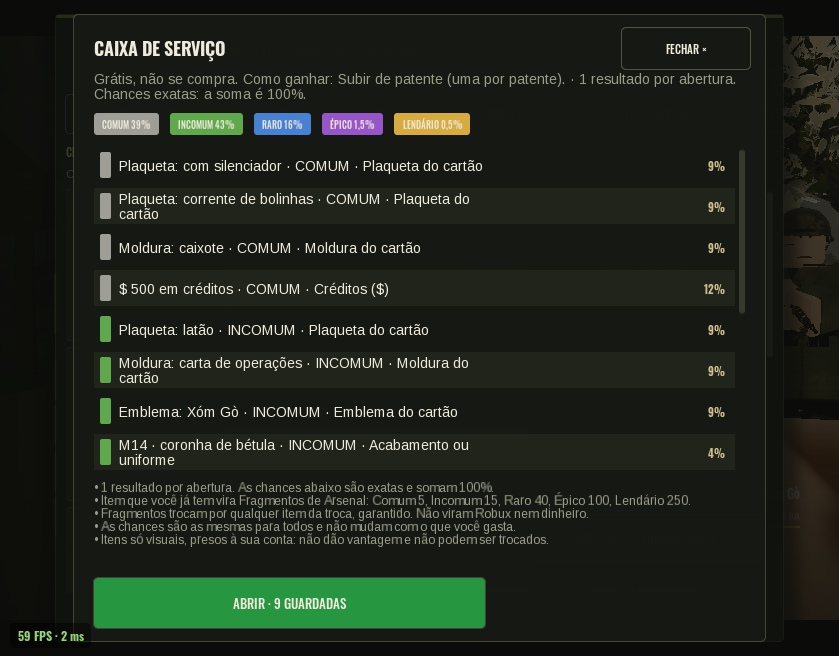 CAIXA DE SERVIÇO
FECHAR ×
Grátis, não se compra. Como ganhar: Subir de patente (uma por patente). · 1 resultado por abertura.
Chances exatas: a soma é 100%.
COMUM 39%
INCOMUM 43%
RARO 16%
ÉPICO 1,5%
LENDÁRIO 0,5%
Plaqueta: com silenciador · COMUM · Plaqueta do cartão
9%
Plaqueta: corrente de bolinhas · COMUM · Plaqueta do
cartão
9%
Moldura: caixote · COMUM · Moldura do cartão
9%
$ 500 em créditos · COMUM · Créditos ($)
12%
Plaqueta: latão · INCOMUM · Plaqueta do cartão
9%
Moldura: carta de operações · INCOMUM · Moldura do
cartão
9%
Emblema: Xóm Gò · INCOMUM · Emblema do cartão
9%
M14 · coronha de bétula · INCOMUM · Acabamento ou
uniforme
4%
• 1 resultado por abertura. As chances abaixo são exatas e somam 100%.
• Item que você já tem vira Fragmentos de Arsenal: Comum 5, Incomum 15, Raro 40, Épico 100, Lendário 250.
• Fragmentos trocam por qualquer item da troca, garantido. Não viram Robux nem dinheiro.
• As chances são as mesmas para todos e não mudam com o que você gasta.
• Itens só visuais, presos à sua conta: não dão vantagem e não podem ser trocados.
ABRIR · 9 GUARDADAS
59 FPS · 2 ms